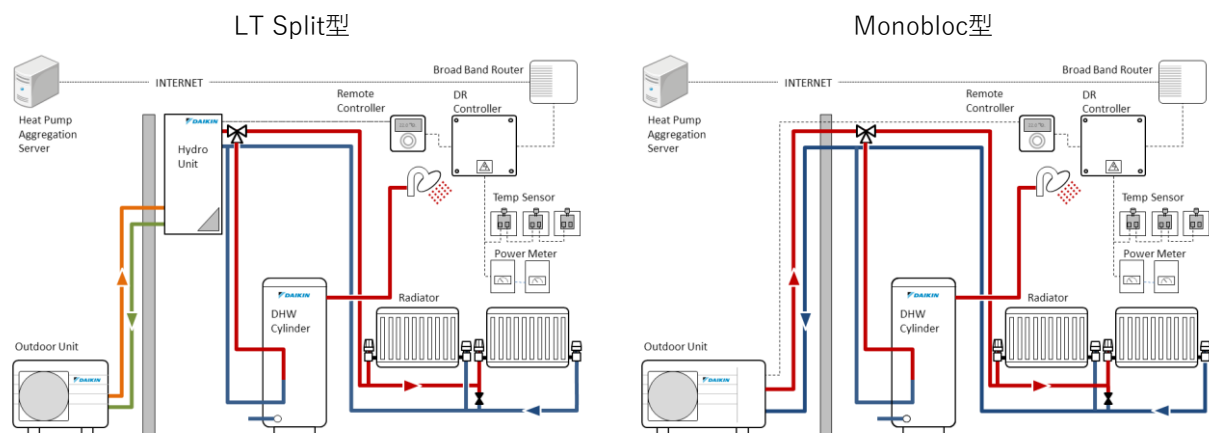 LT Split型
INTERNET
Broad Band Router
Remote
Controller
DR
Controller
Heat Pump
Aggregation
Server
DAIKIN
Hydro
Unit
Temp Sensor
Power Meter
DAIKIN
DHW
Cylinder
Radiator
Outdoor Unit
DAIKIN
Monobloc型
INTERNET
Broad Band Router
Remote
Controller
DR
Controller
Heat Pump
Aggregation
Server
Temp Sensor
Power Meter
DAIKIN
DHW
Cylinder
Radiator
Outdoor Unit
DAIKIN